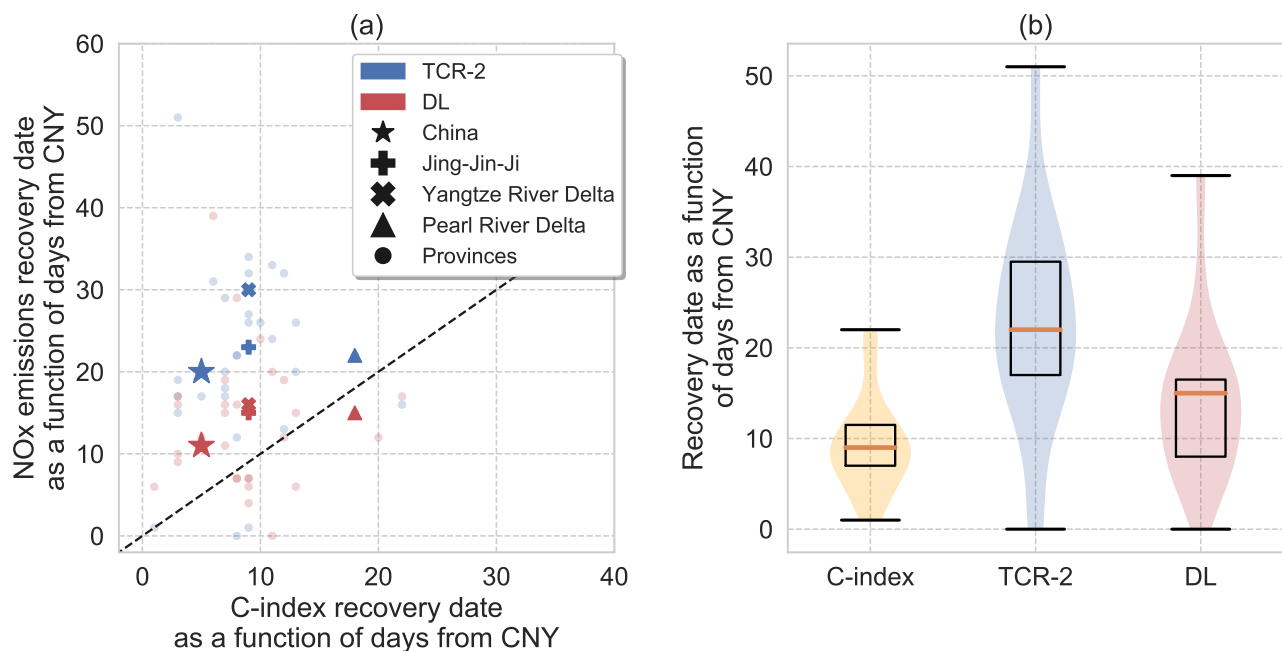 (a)
NOx emissions recovery date
as a function of days from CNY
60
50
40
30
20
10
0
TCR-2
DL
China
Jing-Jin-Ji
Yangtze River Delta
Pearl River Delta
Provinces
0
10
20
30
40
C-index recovery date
as a function of days from CNY
(b)
Recovery date as a function
of days from CNY
50
40
30
20
10
0
C-index
TCR-2
DL